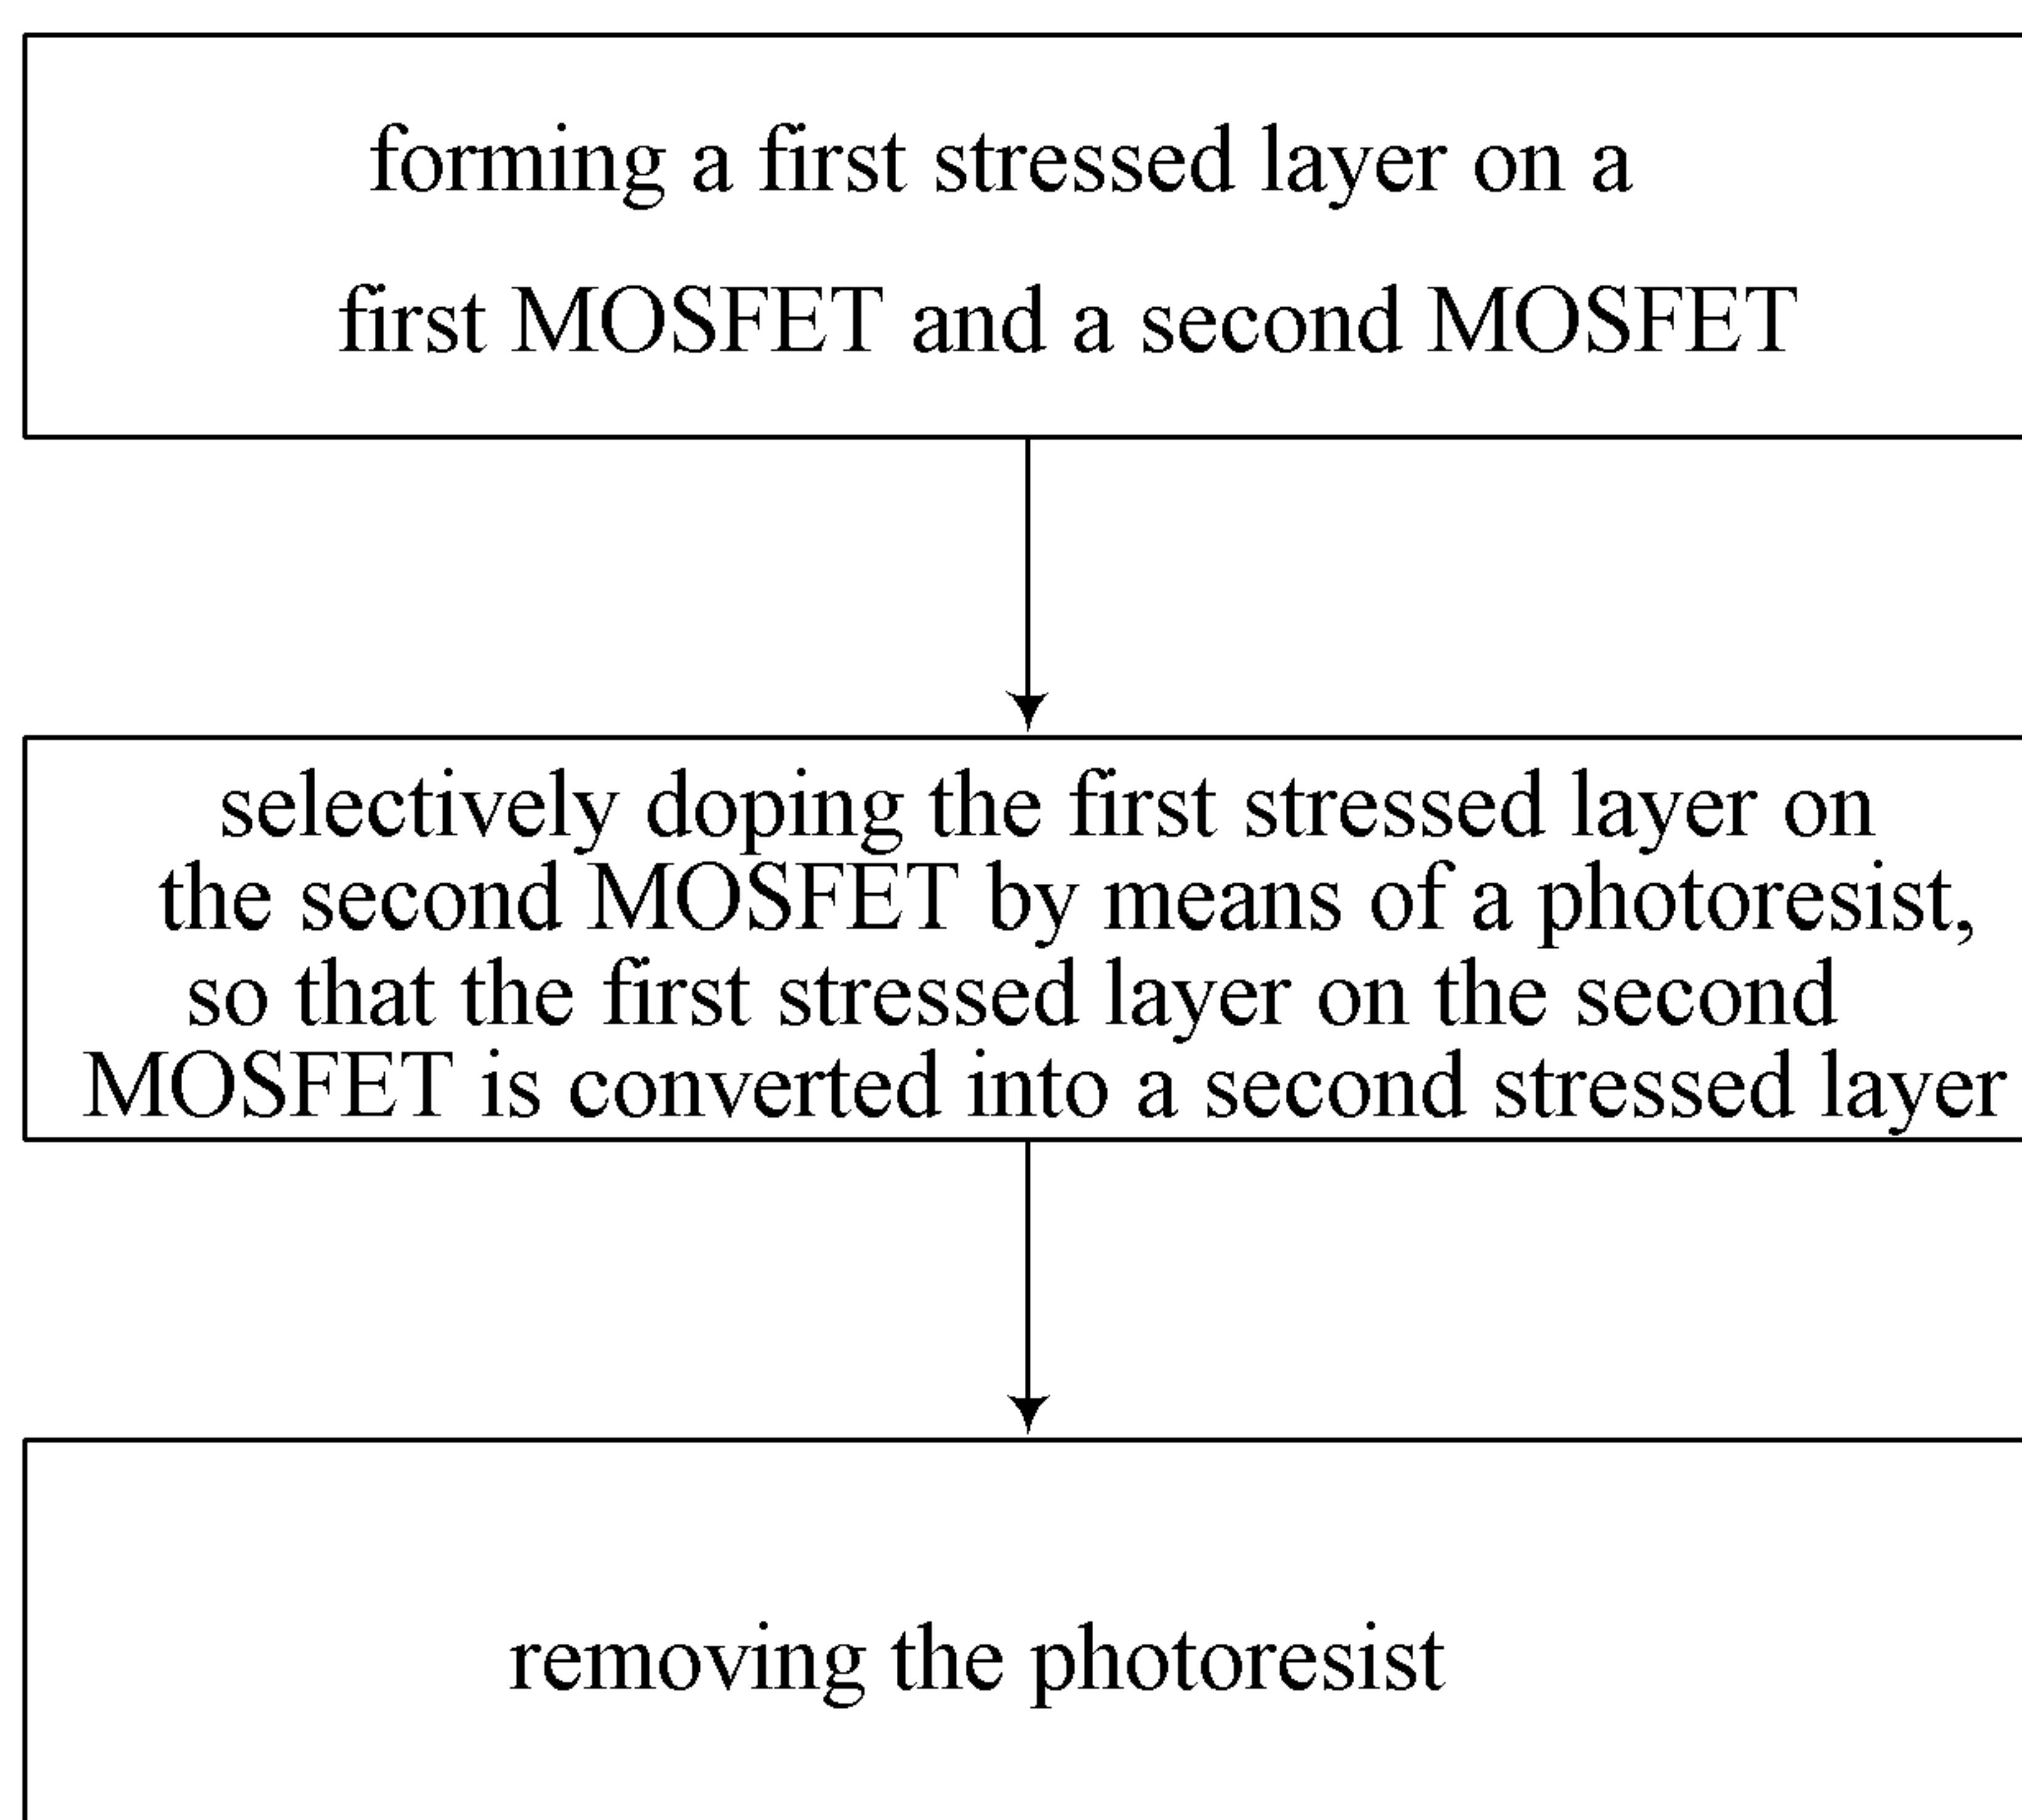 forming a first stressed layer on a
first MOSFET and a second MOSFET
selectively doping the first stressed layer on
the second MOSFET by means of a photoresist,
so that the first stressed layer on the second
MOSFET is converted into a second stressed layer
removing the photoresist